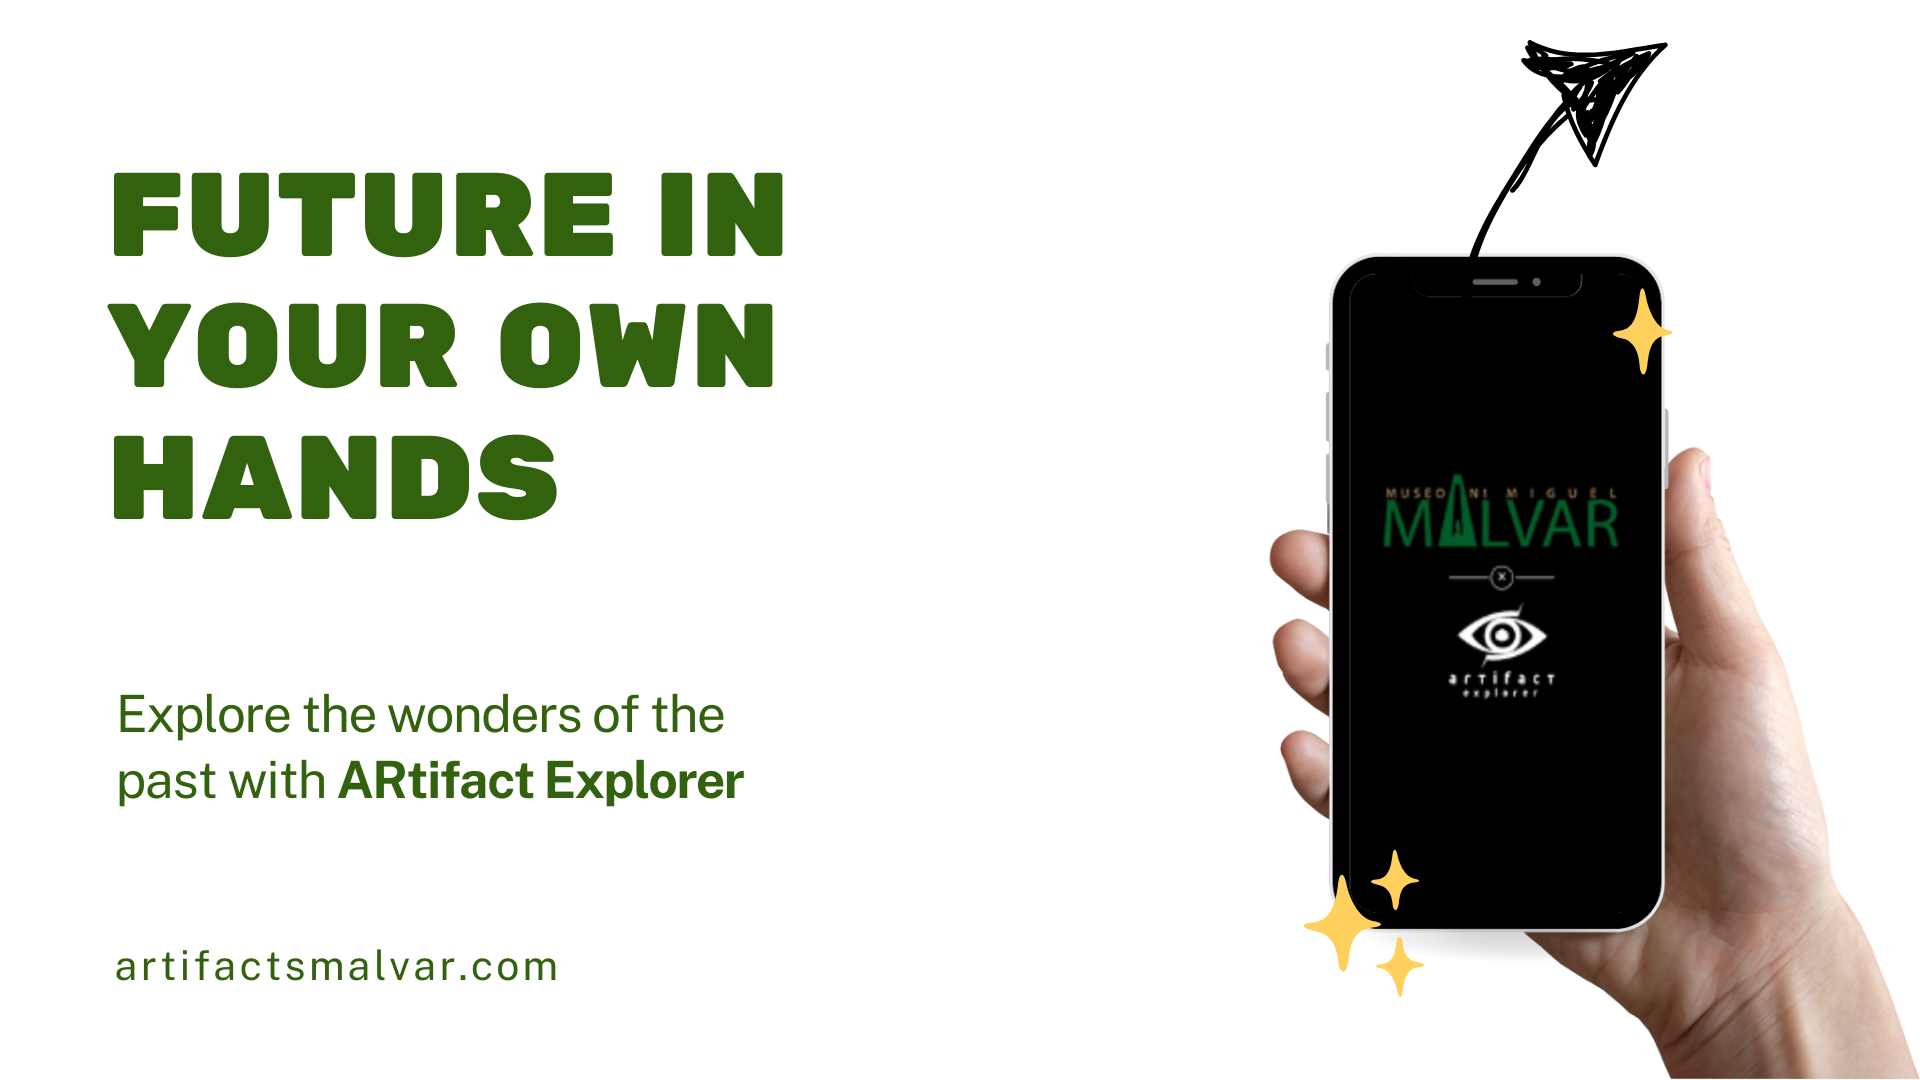 FUTURE IN
YOUR OWN
HANDS
Explore the wonders of the
past with ARtifact Explorer
artifactsmalvar.com
MUSEO NI MIGUEL
MALVAR
X
artifact
explorer